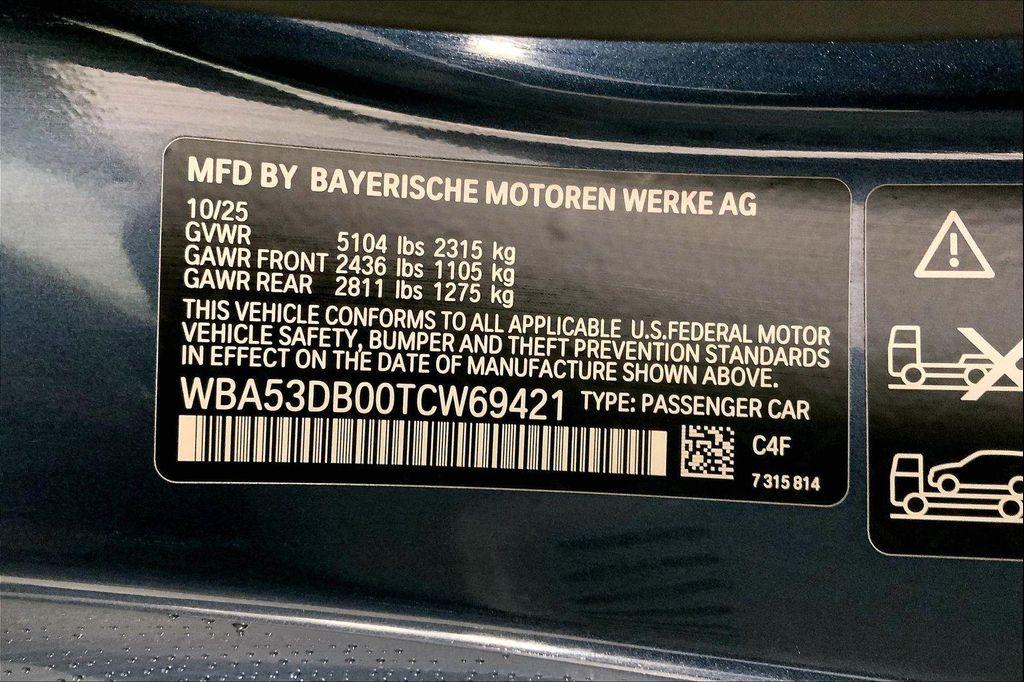 MFD BY BAYERISCHE MOTOREN WERKE AG
10/25
GVWR 5104 lbs 2315 kg
GAWR FRONT 2436 lbs 1105 kg
GAWR REAR 2811 lbs 1275 kg
THIS VEHICLE CONFORMS TO ALL APPLICABLE U.S.FEDERAL MOTOR
VEHICLE SAFETY, BUMPER AND THEFT PREVENTION STANDARDS
IN EFFECT ON THE DATE OF MANUFACTURE SHOWN ABOVE.
WBA53DB00TCW69421 TYPE: PASSENGER CAR
C4F
7 315 814